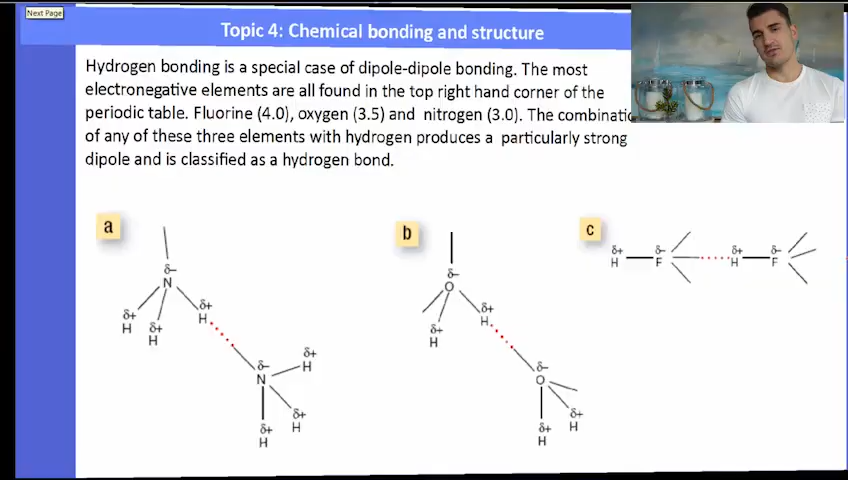 Next Page
Topic 4: Chemical bonding and structure
Hydrogen bonding is a special case of dipole-dipole bonding. The most
electronegative elements are all found in the top right hand corner of the
periodic table. Fluorine (4.0), oxygen (3.5) and nitrogen (3.0). The combinatio
of any of these three elements with hydrogen produces a particularly strong
dipole and is classified as a hydrogen bond.
a
δ–
N
δ+
H
δ+
H
δ+
H
δ–
N
δ+
H
δ+
H
δ+
H
b
δ–
O
δ+
H
δ+
H
δ–
O
δ+
H
δ+
H
c
δ+ δ– δ+ δ–
H F H F